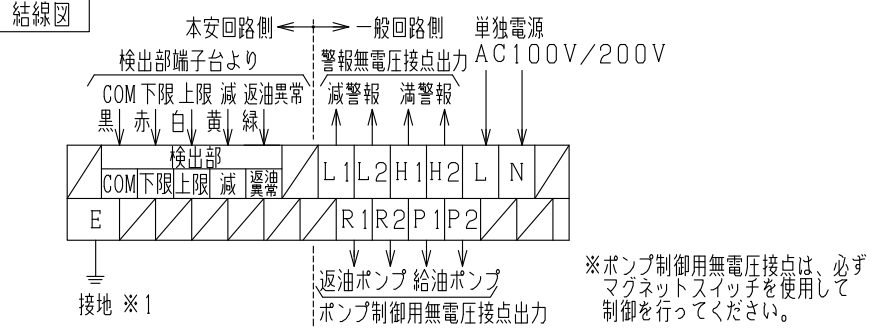 結線図
本安回路側 一般回路側 単独電源
検出部端子台より 警報無電圧接点出力 AC100V/200V
COM 下限 上限 減 返油異常 減警報 満警報
黒 赤 白 黄 緑
検出部
COM 下限 上限 減 返油異常 L1 L2 H1 H2 L N
E R1 R2 P1 P2
返油ポンプ 給油ポンプ
接地 ※1 ポンプ制御用無電圧接点出力
※ポンプ制御用無電圧接点は、必ず
マグネットスイッチを使用して
制御を行ってください。